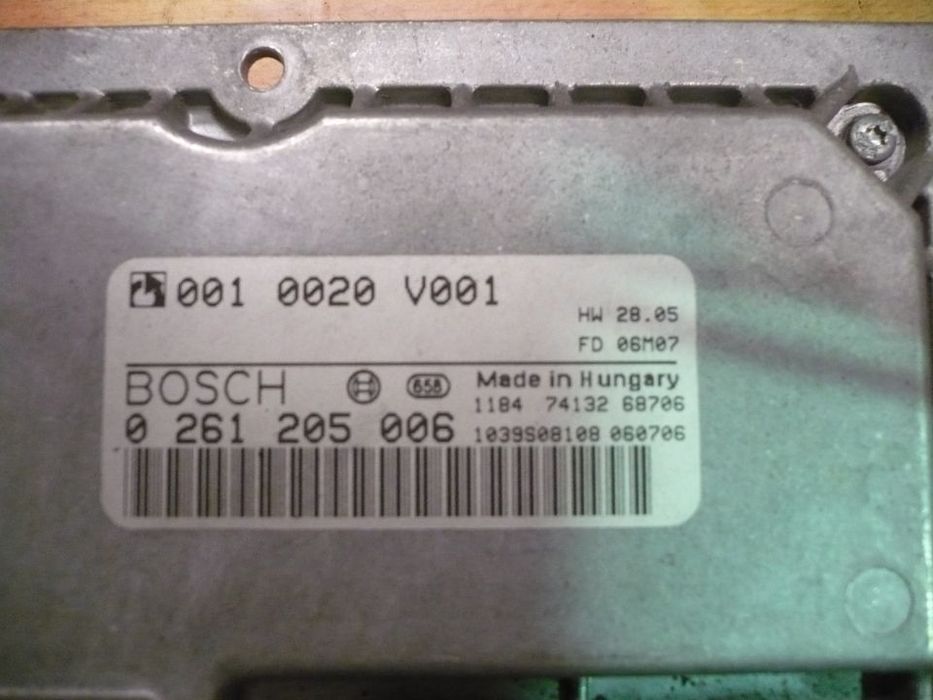 001 0020 V001
HW 28.05
FD 06M07
BOSCH 658 Made in Hungary
1184 74132 68706
0 261 205 006 1039S08108 060706